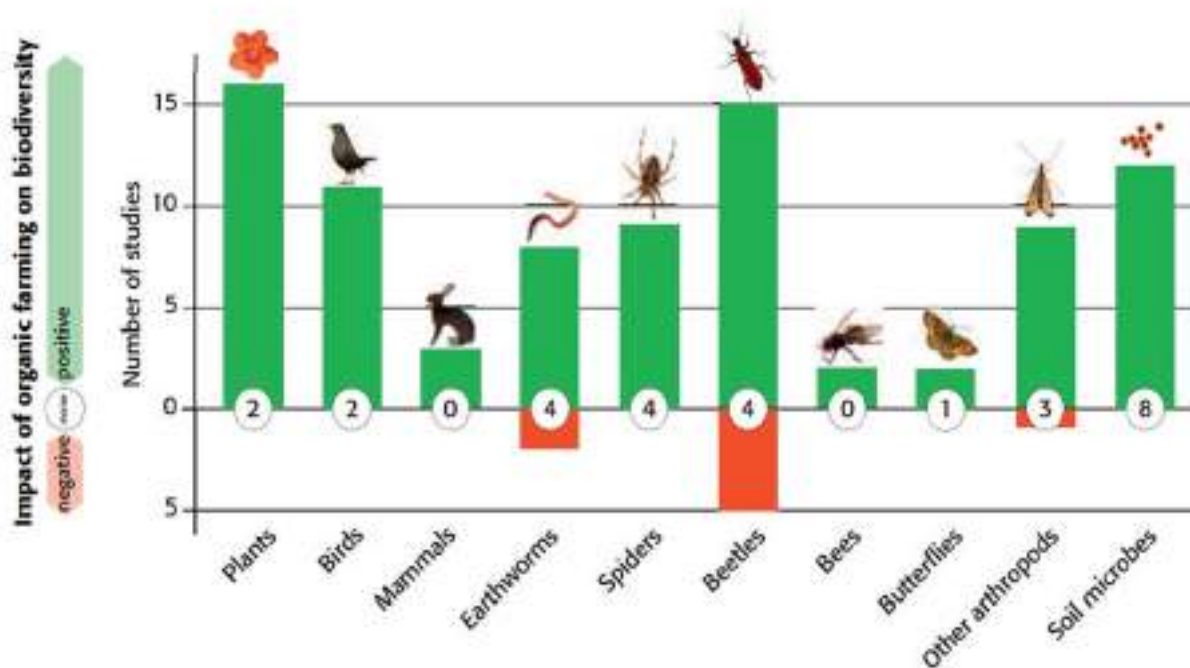 Impact of organic farming on biodiversity
negative
none
positive
Number of studies
15
10
5
0
5
2
2
0
4
4
4
0
1
3
8
Plants
Birds
Mammals
Earthworms
Spiders
Beetles
Bees
Butterflies
Other arthropods
Soil microbes